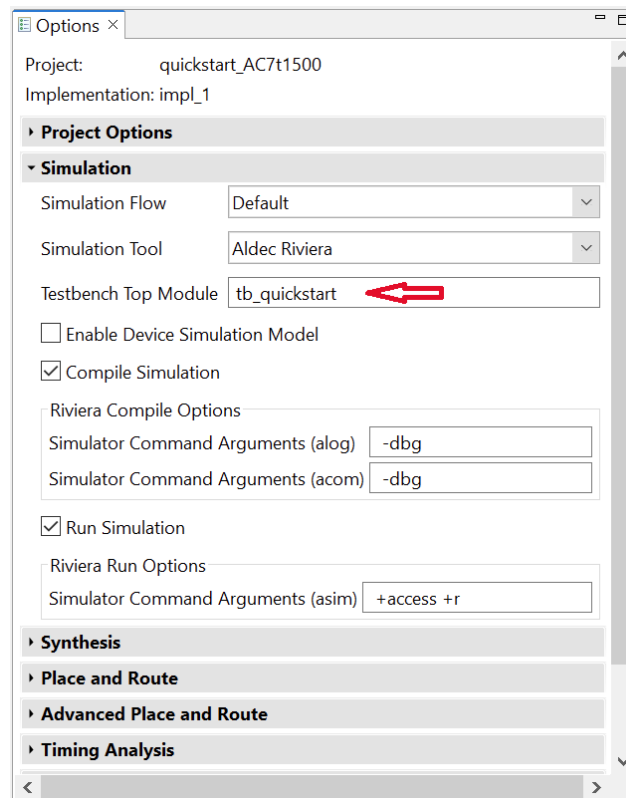 Options
Project: quickstart_AC7t1500
Implementation: impl_1
Project Options
Simulation
Simulation Flow Default
Simulation Tool Aldec Riviera
Testbench Top Module tb_quickstart
Enable Device Simulation Model
Compile Simulation
Riviera Compile Options
Simulator Command Arguments (alog) -dbg
Simulator Command Arguments (acom) -dbg
Run Simulation
Riviera Run Options
Simulator Command Arguments (asim) +access +r
Synthesis
Place and Route
Advanced Place and Route
Timing Analysis